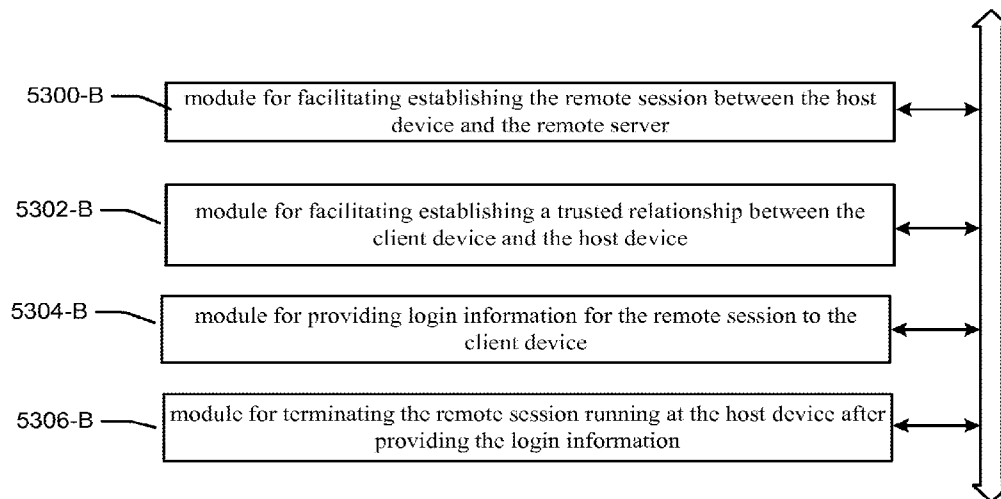 5300-B
module for facilitating establishing the remote session between the host
device and the remote server
5302-B
module for facilitating establishing a trusted relationship between the
client device and the host device
5304-B
module for providing login information for the remote session to the
client device
5306-B
module for terminating the remote session running at the host device after
providing the login information